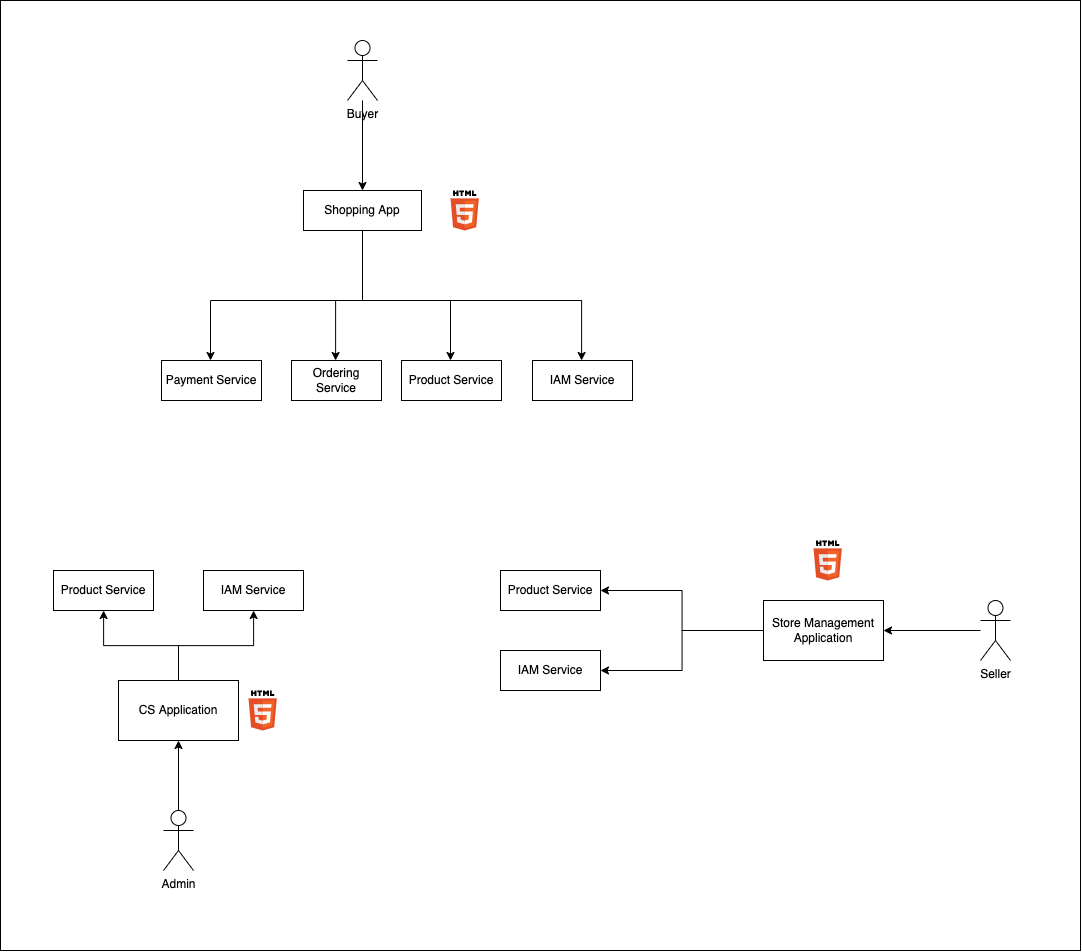 Buyer
HTML
5
Shopping App
Payment Service
Ordering
Service
Product Service
IAM Service
HTML
5
Product Service
IAM Service
Product Service
Store Management
Application
Seller
IAM Service
HTML
5
CS Application
Admin